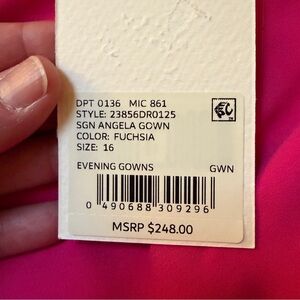 DPT 0136 MIC 861
STYLE: 23856DR0125
SGN ANGELA GOWN
COLOR: FUCHSIA
SIZE: 16
EVENING GOWNS GWN
0 490688 309296
MSRP $248.00